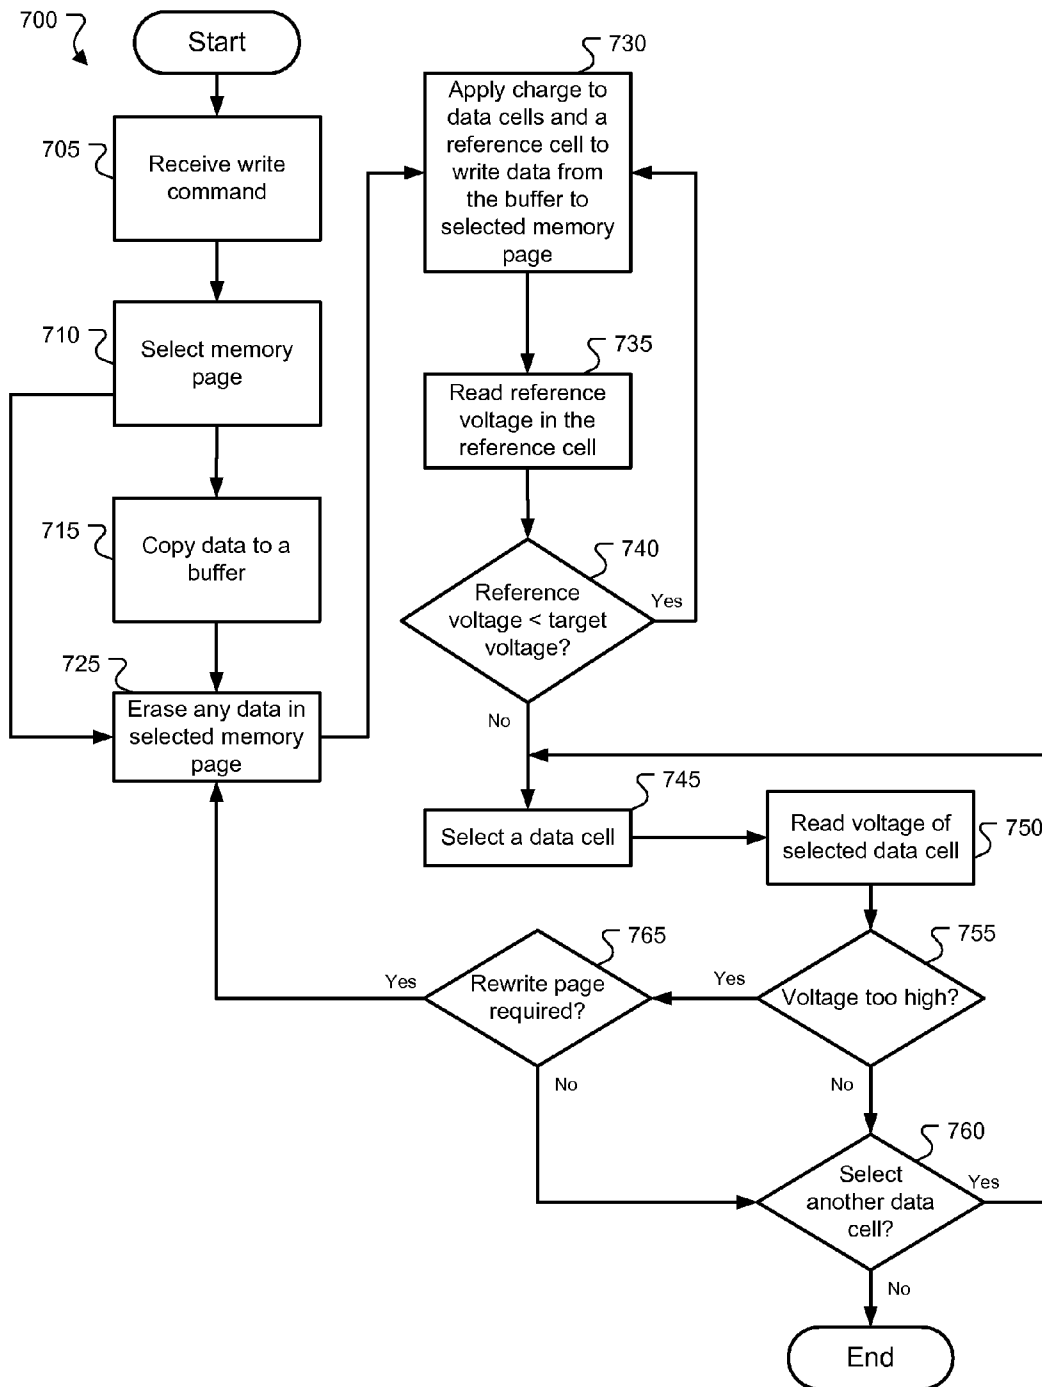 700
Start
705
Receive write
command
710
Select memory
page
715
Copy data to a
buffer
725
Erase any data in
selected memory
page
730
Apply charge to
data cells and a
reference cell to
write data from
the buffer to
selected memory
page
735
Read reference
voltage in the
reference cell
740
Reference
voltage < target
voltage?
Yes
No
745
Select a data cell
Read voltage of
selected data cell
750
755
Voltage too high?
Yes
No
765
Rewrite page
required?
Yes
No
760
Select
another data
cell?
Yes
No
End